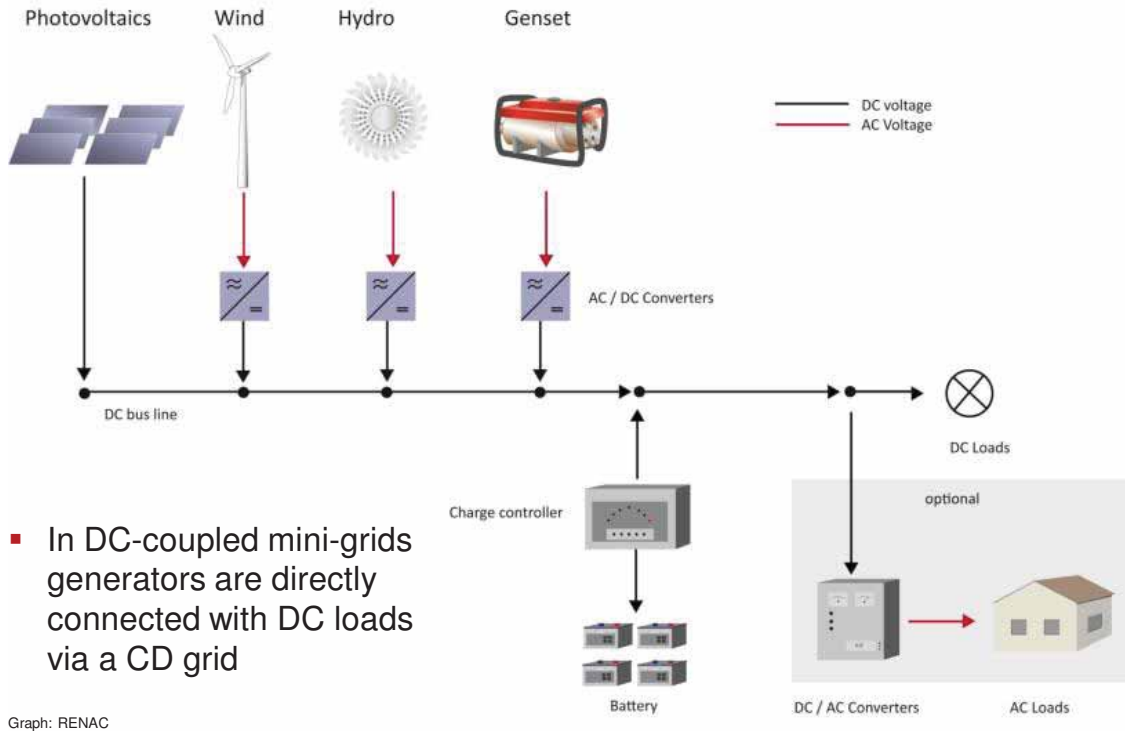 Photovoltaics
Wind
Hydro
Genset
DC voltage
AC Voltage
AC / DC Converters
DC bus line
DC Loads
optional
Charge controller
▪ In DC-coupled mini-grids
generators are directly
connected with DC loads
via a CD grid
Battery
DC / AC Converters
AC Loads
Graph: RENAC